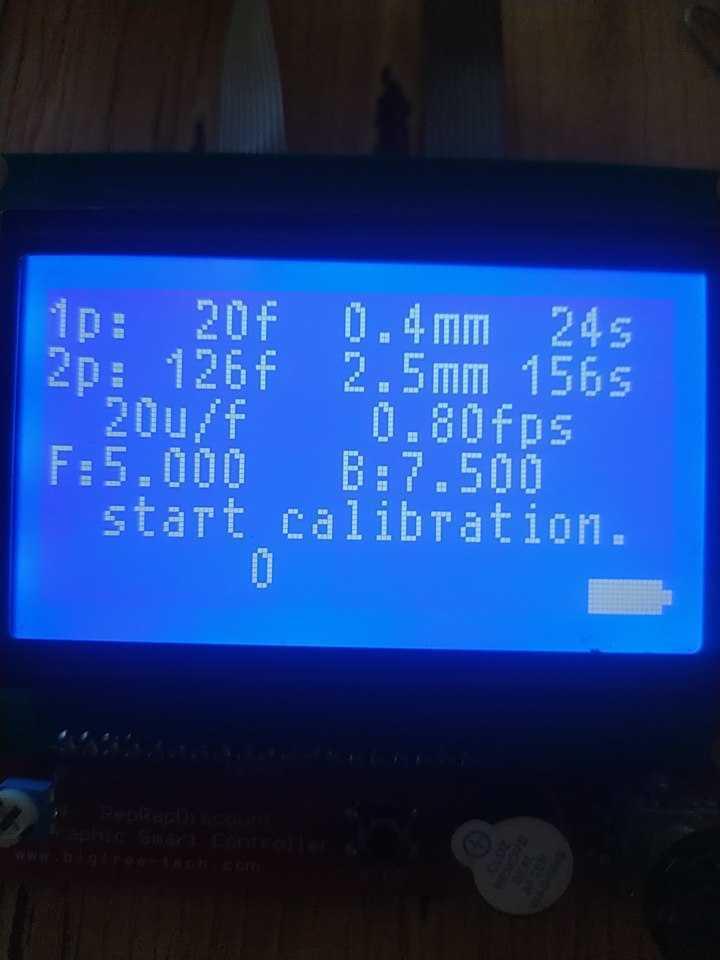 1p: 20f 0.4mm 24s
2p: 126f 2.5mm 156s
20u/f 0.80fps
F:5.000 B:7.500
start calibration.
0
RepRapDiscount
Graphic Smart Controller
www.bigtree-tech.com